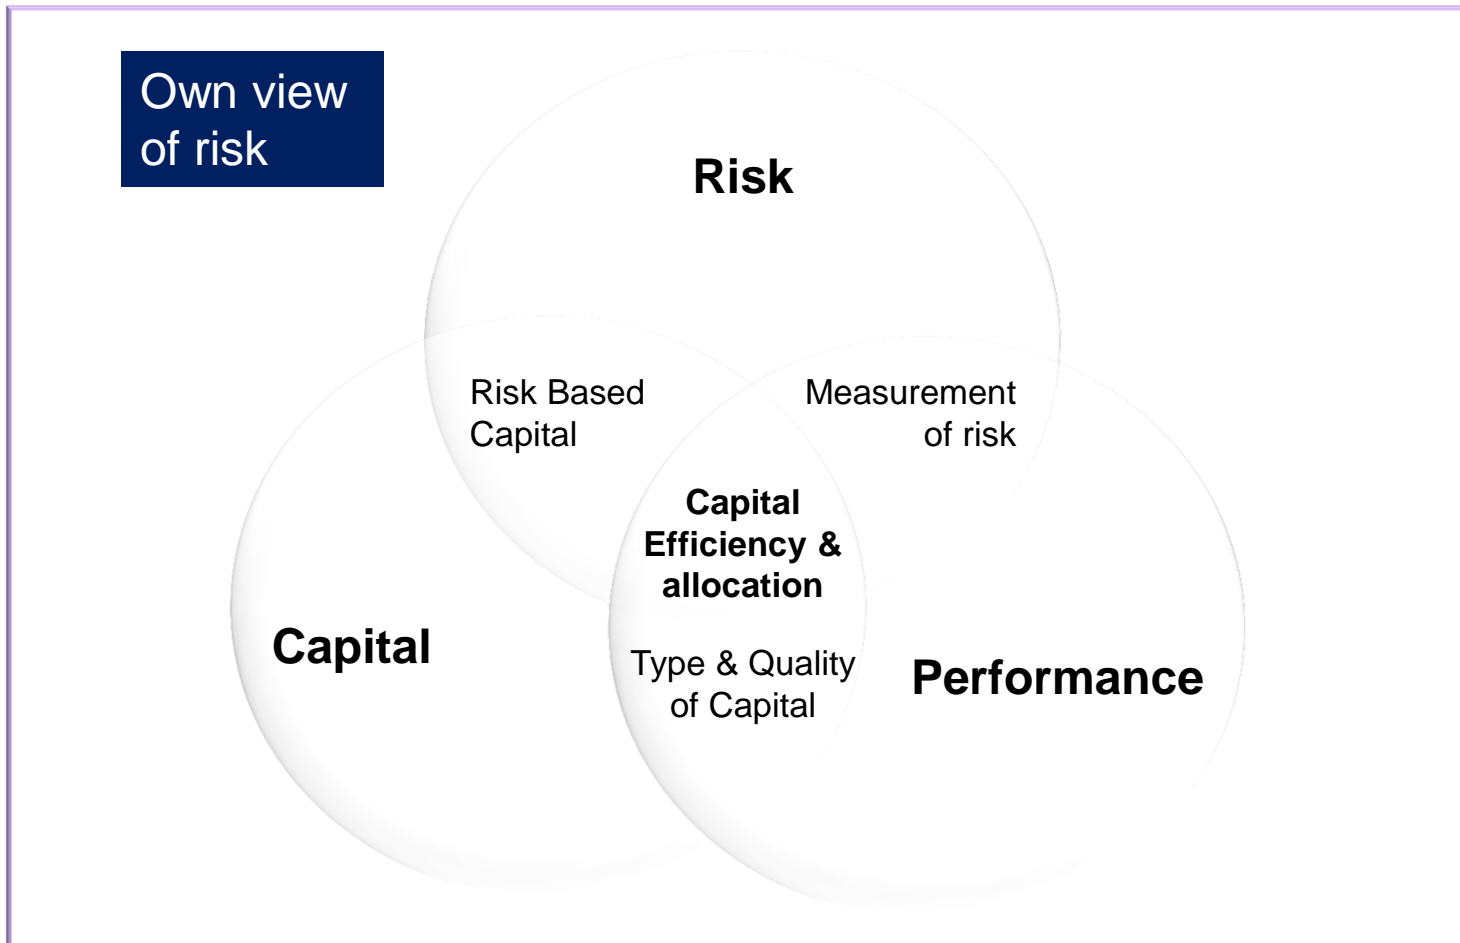 Own view
of risk
Risk
Risk Based
Capital
Measurement
of risk
Capital
Efficiency &
allocation
Capital
Type & Quality
of Capital
Performance